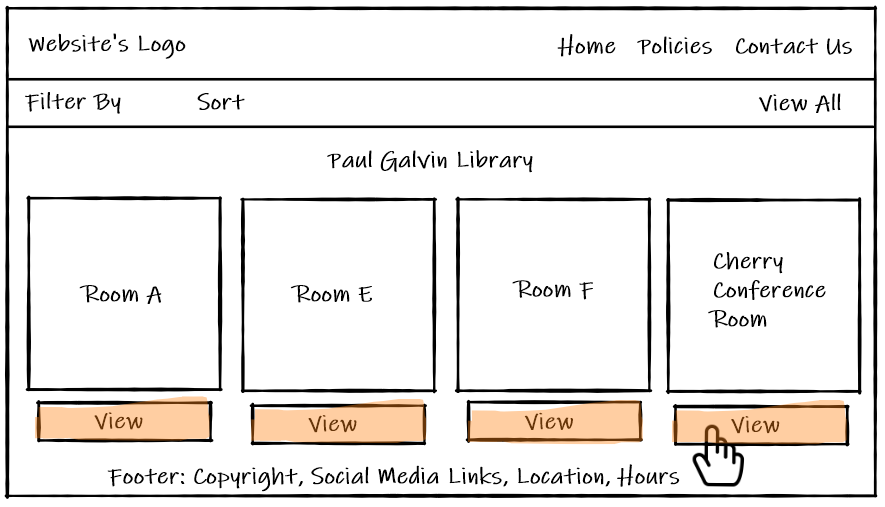 Website's Logo Home Policies Contact Us
Filter By Sort View All
Paul Galvin Library
Room A Room E Room F Cherry
Conference
Room
View View View View
Footer: Copyright, Social Media Links, Location, Hours